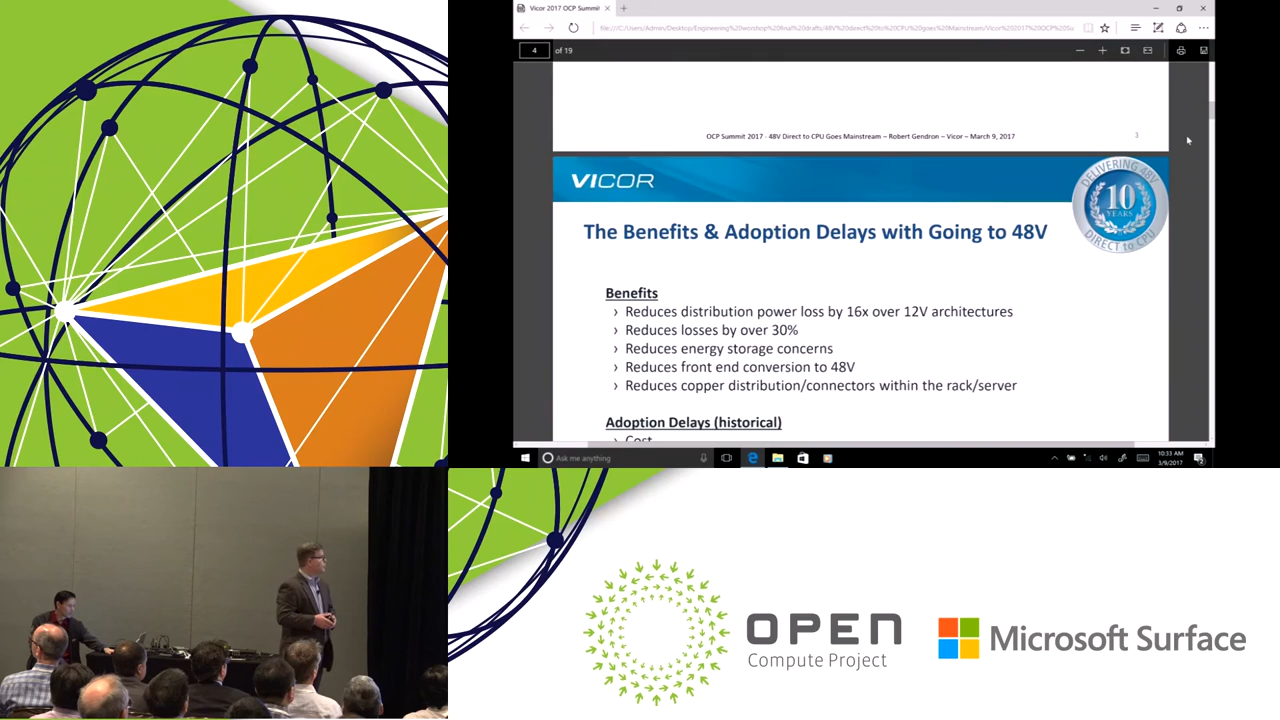 Vicor 2017 OCP Summit
4 of 19
OCP Summit 2017 - 48V Direct to CPU Goes Mainstream – Robert Gendron – Vicor – March 9, 2017
3
VICOR
DELIVERING 48V
10
YEARS
DIRECT to CPU
The Benefits & Adoption Delays with Going to 48V
Benefits
› Reduces distribution power loss by 16x over 12V architectures
› Reduces losses by over 30%
› Reduces energy storage concerns
› Reduces front end conversion to 48V
› Reduces copper distribution/connectors within the rack/server
Adoption Delays (historical)
› Cost
Ask me anything
10:33 AM
3/9/2017
OPEN
Compute Project
Microsoft Surface